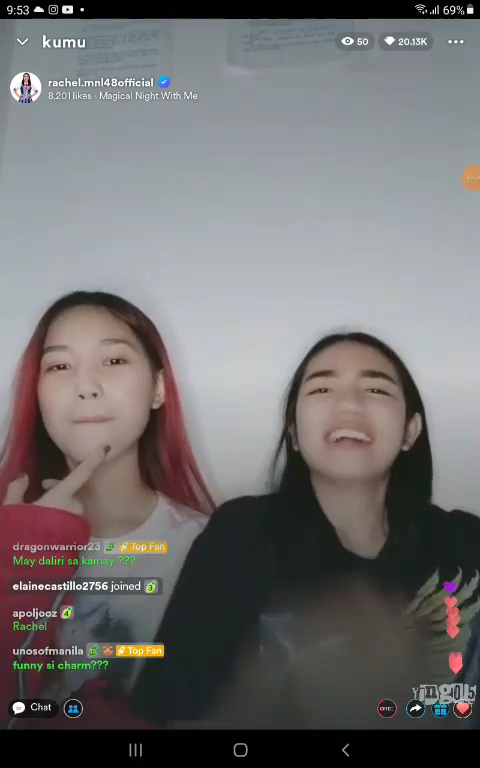 9:53
69%
kumu
50
20.13K
rachel.mnl48official
8,201 likes · Magical Night With Me
dragonwarrior23 Top Fan
May daliri sa kamay ???
elainecastillo2756 joined
apoljooz
Rachel
unosofmanila Top Fan
funny si charm???
Chat